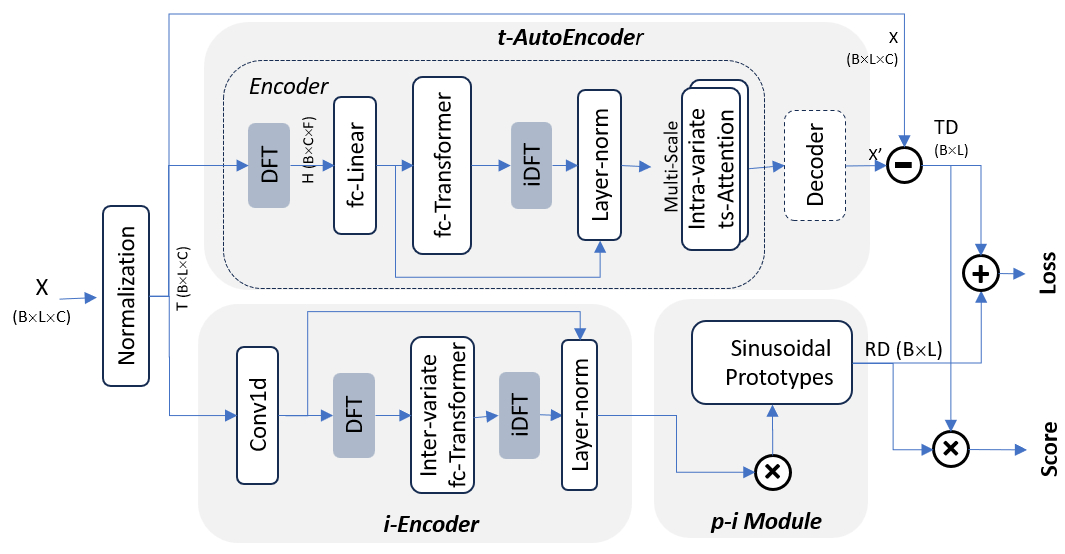 t-AutoEncoder
X
(B×L×C)
Encoder
DFT
H (B×C×F)
fc-Linear
fc-Transformer
iDFT
Layer-norm
Multi-Scale
Intra-variate
ts-Attention
Decoder
X’
−
TD
(B×L)
X
(B×L×C)
Normalization
T (B×L×C)
+
Loss
Conv1d
DFT
Inter-variate
fc-Transformer
iDFT
Layer-norm
i-Encoder
Sinusoidal
Prototypes
RD (B×L)
×
p-i Module
×
Score